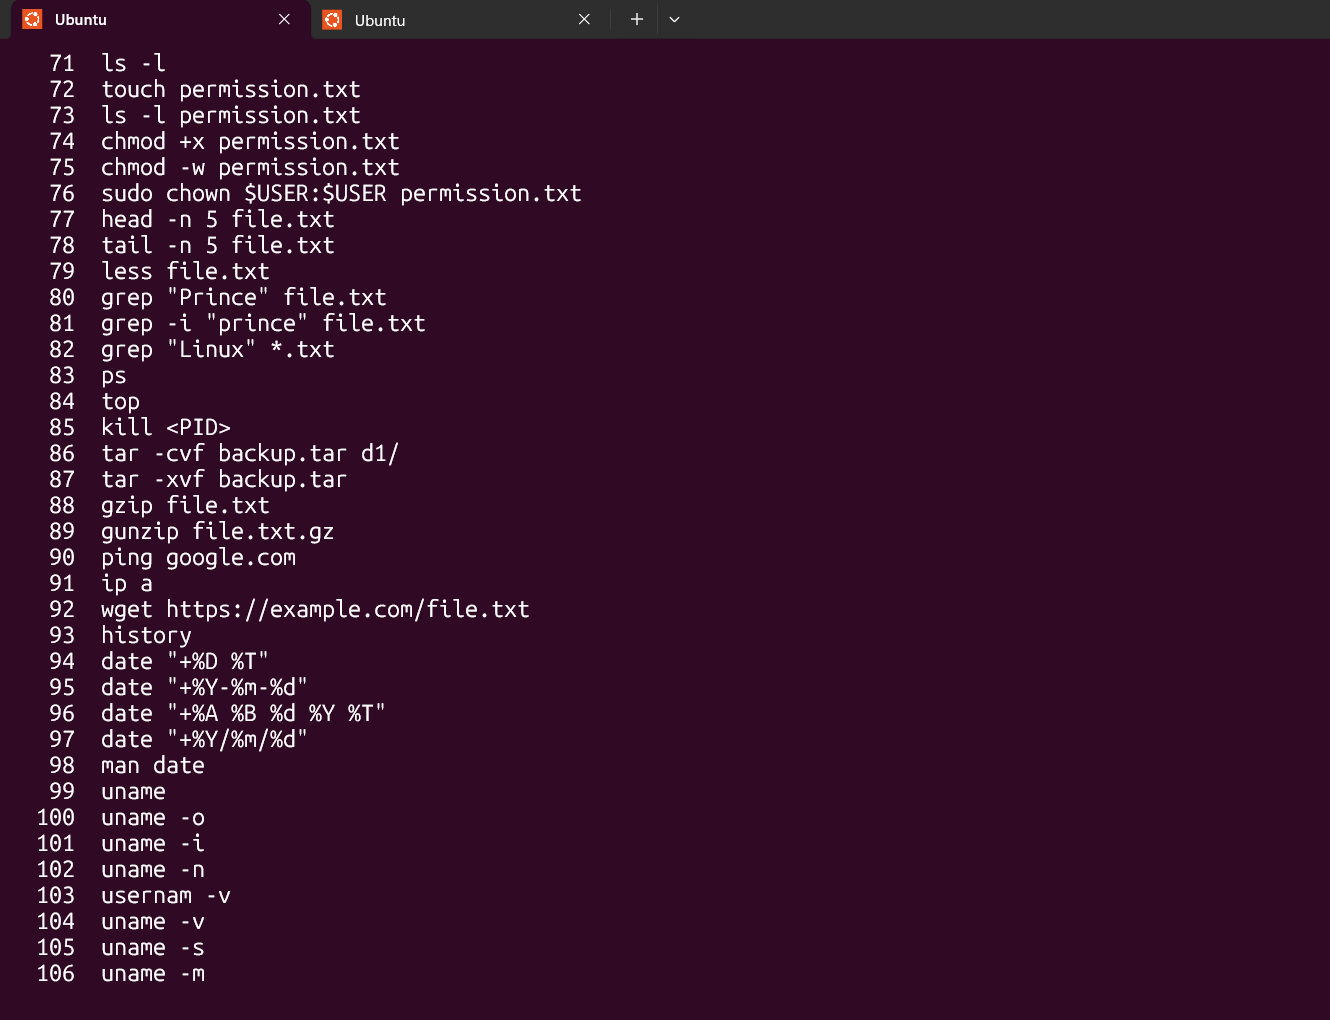 Ubuntu
Ubuntu
71 ls -l
72 touch permission.txt
73 ls -l permission.txt
74 chmod +x permission.txt
75 chmod -w permission.txt
76 sudo chown $USER:$USER permission.txt
77 head -n 5 file.txt
78 tail -n 5 file.txt
79 less file.txt
80 grep "Prince" file.txt
81 grep -i "prince" file.txt
82 grep "Linux" *.txt
83 ps
84 top
85 kill <PID>
86 tar -cvf backup.tar d1/
87 tar -xvf backup.tar
88 gzip file.txt
89 gunzip file.txt.gz
90 ping google.com
91 ip a
92 wget https://example.com/file.txt
93 history
94 date "+%D %T"
95 date "+%Y-%m-%d"
96 date "+%A %B %d %Y %T"
97 date "+%Y/%m/%d"
98 man date
99 uname
100 uname -o
101 uname -i
102 uname -n
103 usernam -v
104 uname -v
105 uname -s
106 uname -m